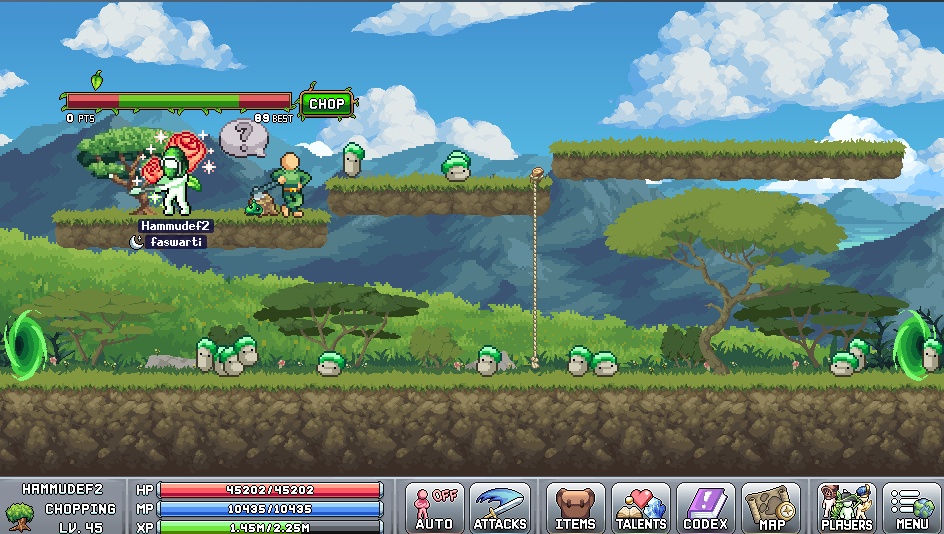 CHOP
0 PTS
89 BEST
?
Hammudef2
faswarti
HAMMUDEF2
CHOPPING
LV. 45
HP 45202/45202
MP 10435/10435
XP 1.45M/2.25M
OFF
AUTO
ATTACKS
ITEMS
TALENTS
CODEX
MAP
PLAYERS
MENU